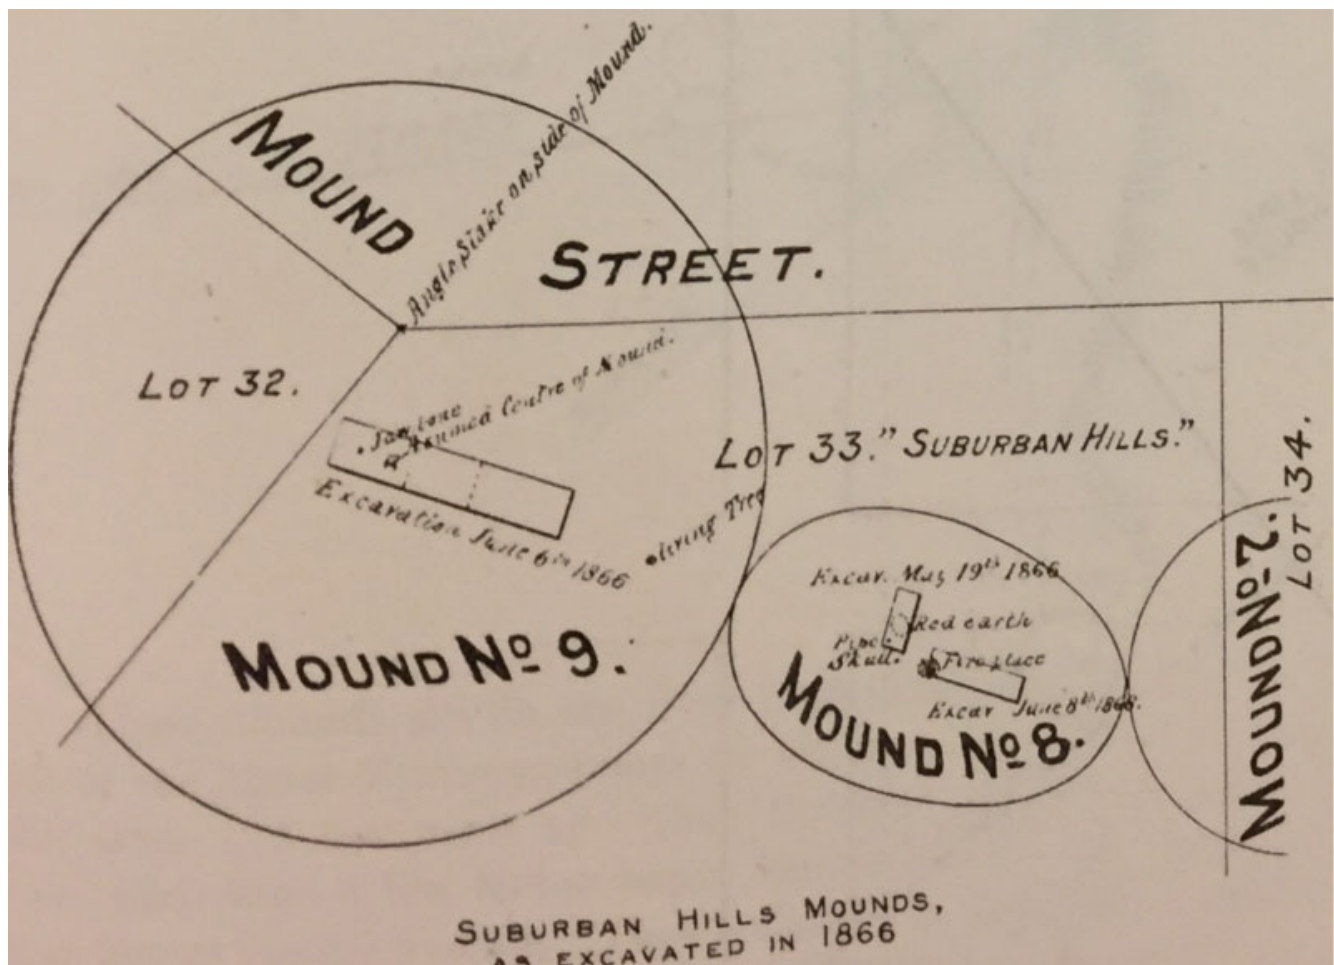 MOUND
STREET.
Angle Stake on side of Mound.
LOT 32.
Jaw bone
Assumed Centre of Mound.
Excavation June 6th 1866
Living Tree
MOUND No 9.
LOT 33. "SUBURBAN HILLS."
LOT 34.
MOUND No 7.
Excav. May 19th 1866
Red earth
Pipe.
Skull.
Fireplace
Excav June 8th 1866.
MOUND No 8.
SUBURBAN HILLS MOUNDS,
AS EXCAVATED IN 1866